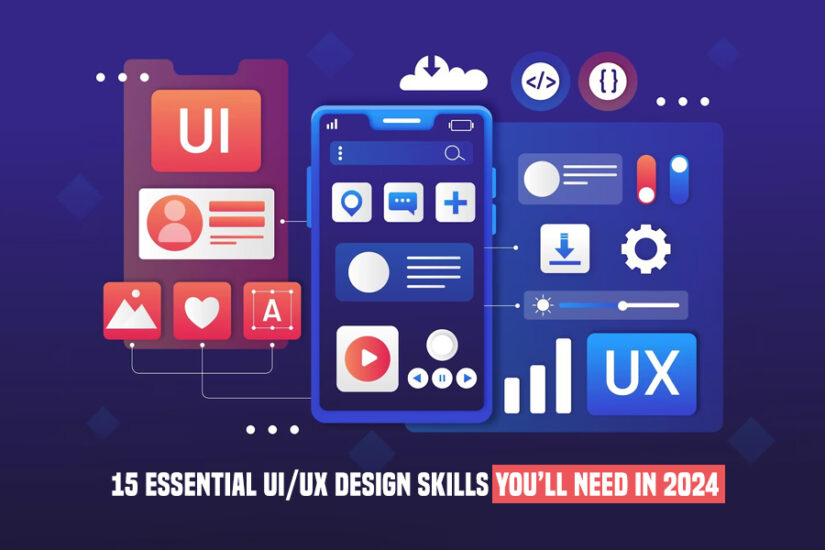 UI
</>
{}
A
UX
15 ESSENTIAL UI/UX DESIGN SKILLS YOU'LL NEED IN 2024